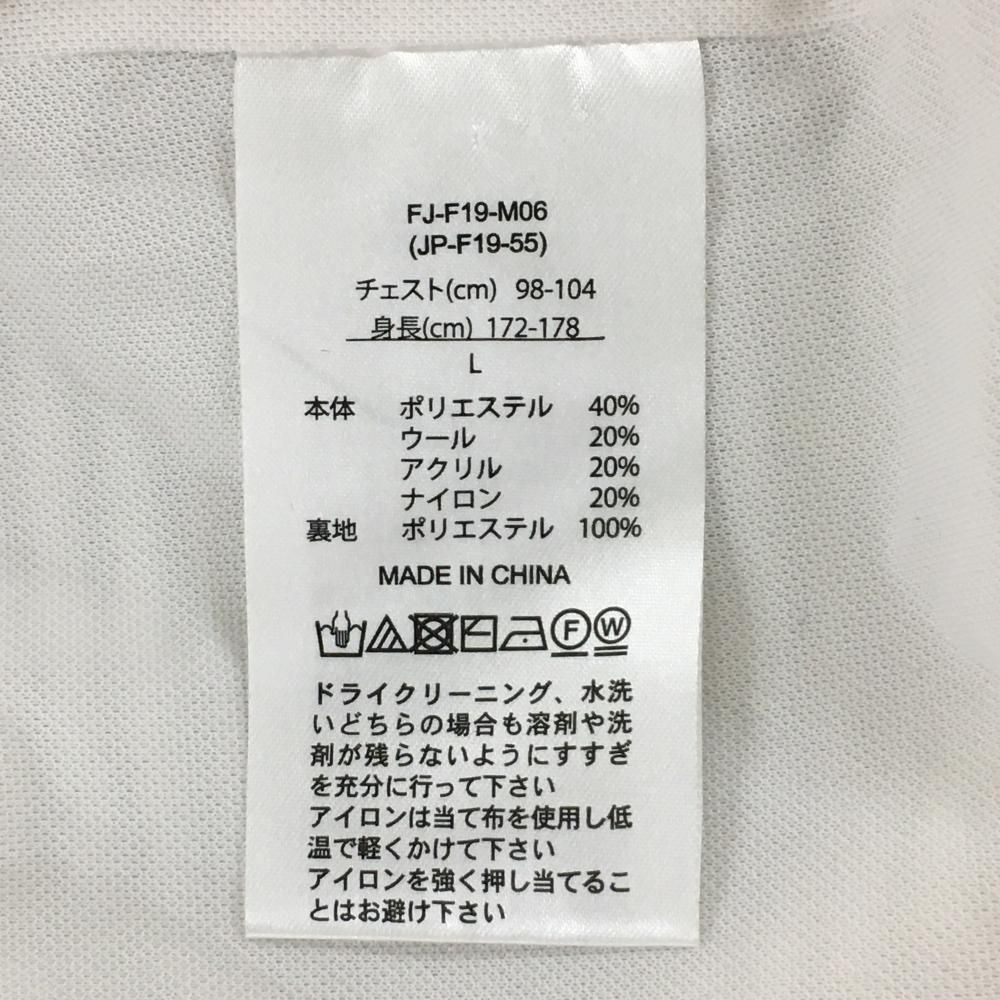 FJ-F19-M06
(JP-F19-55)
チェスト(cm) 98-104
身長(cm) 172-178
L
本体 ポリエステル 40%
ウール 20%
アクリル 20%
ナイロン 20%
裏地 ポリエステル 100%
MADE IN CHINA
F W
ドライクリーニング、水洗
いどちらの場合も溶剤や洗
剤が残らないようにすすぎ
を充分に行って下さい
アイロンは当て布を使用し低
温で軽くかけて下さい
アイロンを強く押し当てるこ
とはお避け下さい